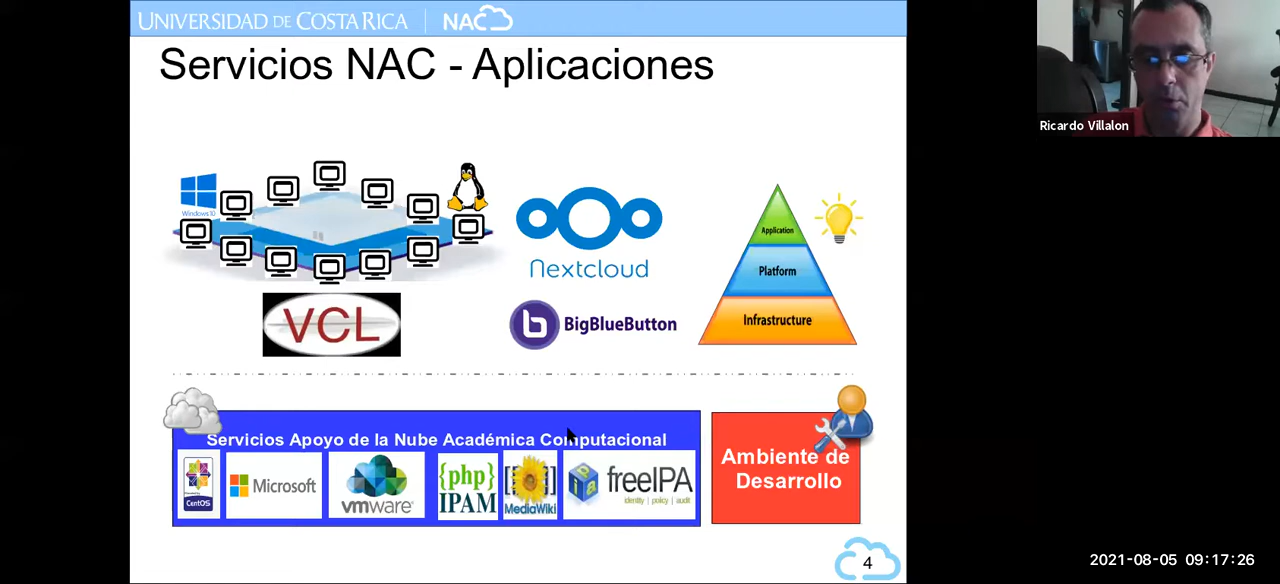 UNIVERSIDAD DE COSTA RICA
NAC
Servicios NAC - Aplicaciones
Ricardo Villalon
Windows10
Nextcloud
VCL
BigBlueButton
Application
Platform
Infrastructure
Servicios Apoyo de la Nube Académica Computacional
CentOS
Microsoft
vmware
{php}
IPAM
MediaWiki
freeIPA
identity | policy | audit
Ambiente de
Desarrollo
4
2021-08-05 09:17:26